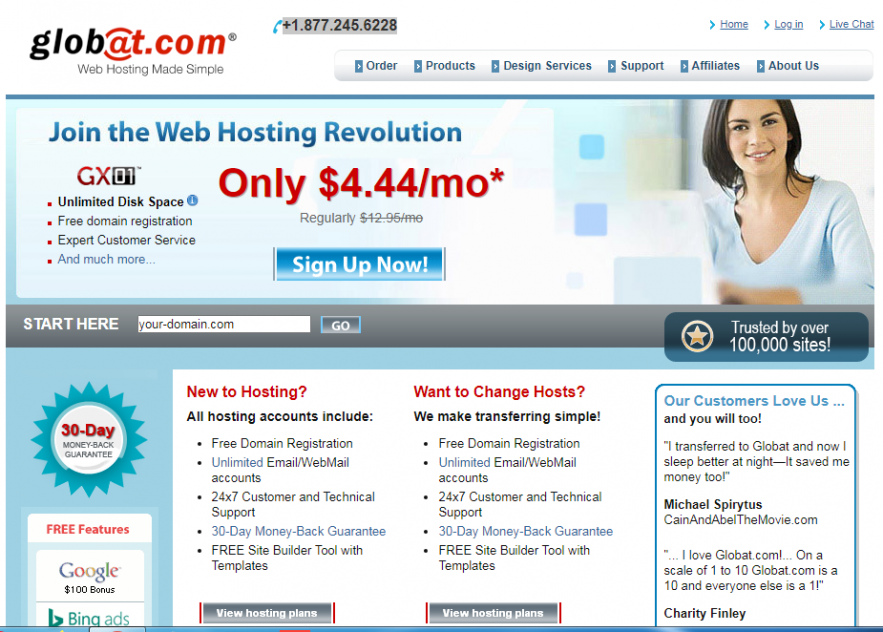 globat.com®
Web Hosting Made Simple
+1.877.245.6228
Home Log in Live Chat
Order Products Design Services Support Affiliates About Us
Join the Web Hosting Revolution
GX01™
Unlimited Disk Space
Free domain registration
Expert Customer Service
And much more...
Only $4.44/mo*
Regularly $12.95/mo
Sign Up Now!
START HERE your-domain.com GO
Trusted by over
100,000 sites!
30-Day
MONEY-BACK
GUARANTEE
FREE Features
Google
$100 Bonus
Bing ads
New to Hosting?
All hosting accounts include:
Free Domain Registration
Unlimited Email/WebMail
accounts
24x7 Customer and Technical
Support
30-Day Money-Back Guarantee
FREE Site Builder Tool with
Templates
View hosting plans
Want to Change Hosts?
We make transferring simple!
Free Domain Registration
Unlimited Email/WebMail
accounts
24x7 Customer and Technical
Support
30-Day Money-Back Guarantee
FREE Site Builder Tool with
Templates
View hosting plans
Our Customers Love Us ...
and you will too!
"I transferred to Globat and now I
sleep better at night—It saved me
money too!"
Michael Spirytus
CainAndAbelTheMovie.com
"... I love Globat.com!... On a
scale of 1 to 10 Globat.com is a
10 and everyone else is a 1!"
Charity Finley